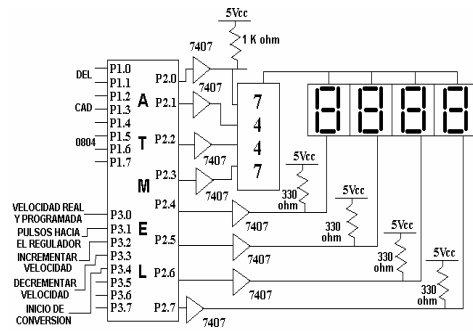 5Vcc
1 K ohm
7407
P1.0
P1.1
P1.2
P1.3
P1.4
P1.5
P1.6
P1.7
DEL
CAD
0804
P2.0
P2.1
P2.2
P2.3
P2.4
P2.5
P2.6
P2.7
ATMEL
7407
7407
7407
7447
5Vcc
330
ohm
5Vcc
330
ohm
5Vcc
330
ohm
5Vcc
330
ohm
7407
7407
7407
7407
VELOCIDAD REAL
Y PROGRAMADA
PULSOS HACIA
EL REGULADOR
INCREMENTAR
VELOCIDAD
DECREMENTAR
VELOCIDAD
INICIO DE
CONVERSION
P3.0
P3.1
P3.2
P3.3
P3.4
P3.5
P3.6
P3.7